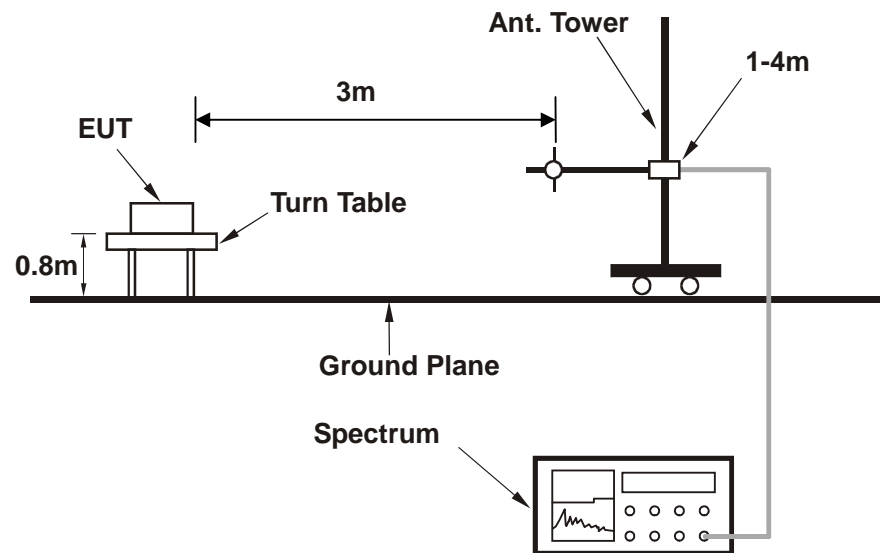 Ant. Tower
1-4m
3m
EUT
Turn Table
0.8m
Ground Plane
Spectrum